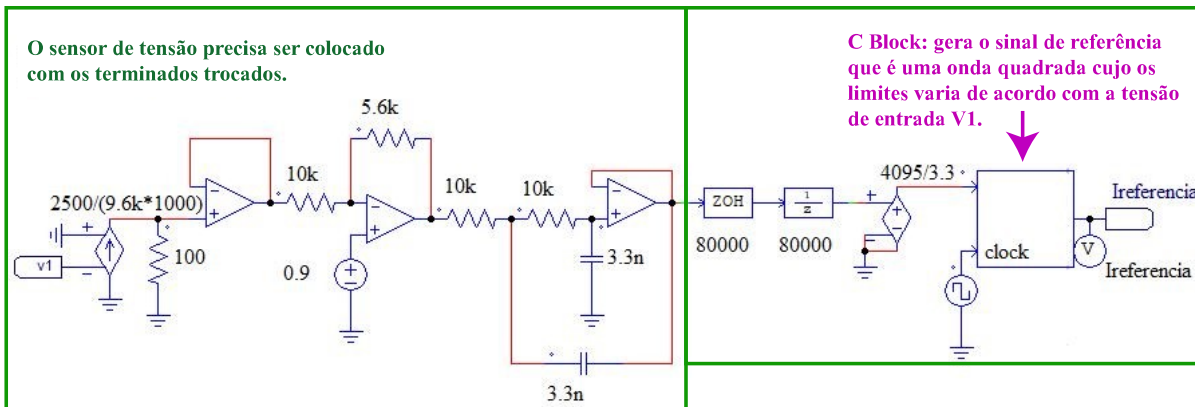 O sensor de tensão precisa ser colocado
com os terminados trocados.
C Block: gera o sinal de referência
que é uma onda quadrada cujo os
limites varia de acordo com a tensão
de entrada V1.
5.6k
10k
2500/(9.6k*1000)
10k
10k
4095/3.3
Ireferencia
ZOH
1
z
v1
100
0.9
3.3n
80000
80000
clock
V
Ireferencia
3.3n